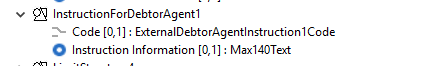 InstructionForDebtorAgent1
Code [0,1] : ExternalDebtorAgentInstruction1Code
Instruction Information [0,1] : Max140Text